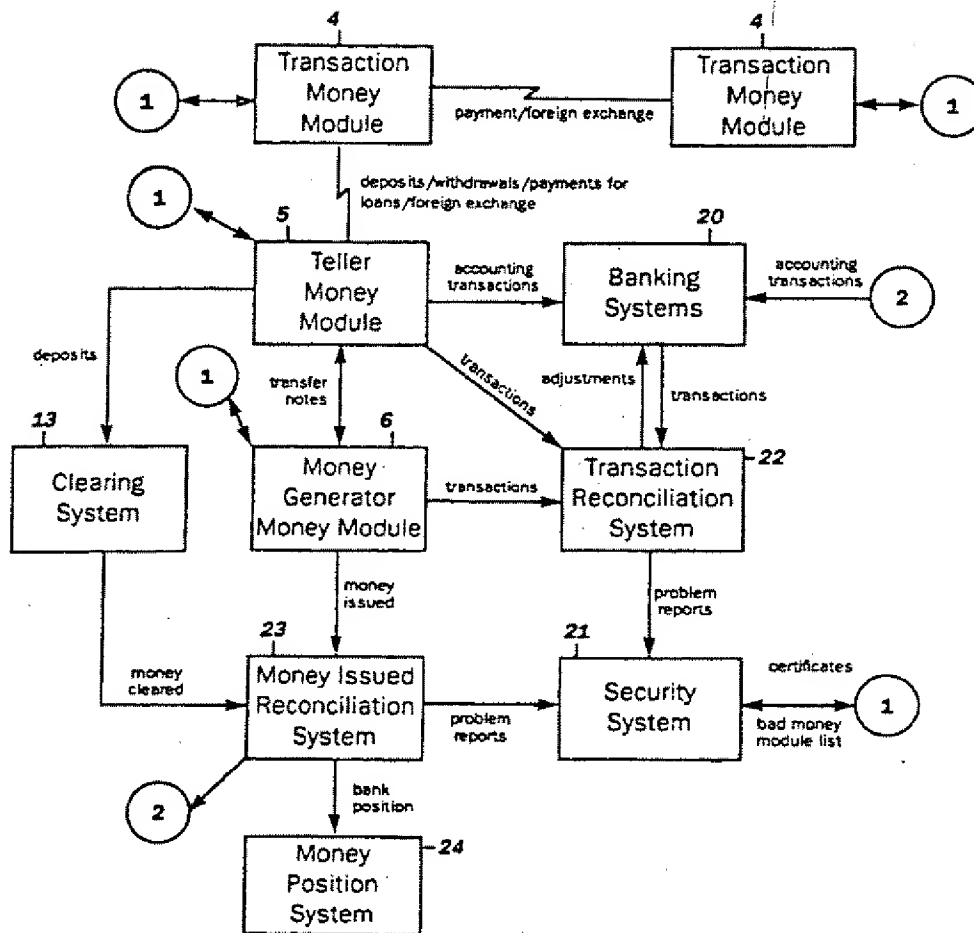 4
4
Transaction
Money
Module
Transaction
Money
Module
1
1
payment/foreign exchange
deposits/withdrawals/payments for
loans/foreign exchange
1
5
20
Teller
Money
Module
accounting
transactions
Banking
Systems
accounting
transactions
2
deposits
1
transfer
notes
transactions
adjustments
transactions
13
6
22
Clearing
System
Money
Generator
Money Module
transactions
Transaction
Reconciliation
System
money
issued
problem
reports
23
21
money
cleared
Money Issued
Reconciliation
System
problem
reports
Security
System
certificates
bad money
module list
1
2
bank
position
24
Money
Position
System